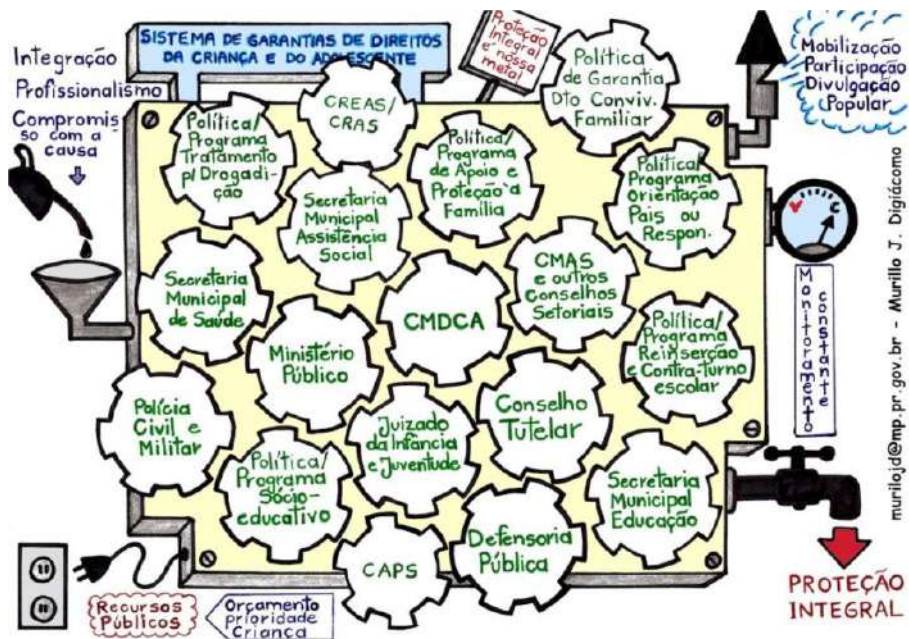 SISTEMA DE GARANTIAS DE DIREITOS
DA CRIANÇA E DO ADOLESCENTE
Integração
Profissionalismo
Compromis
so com a
causa
Proteção
Integral
é nossa
meta!
Mobilização
Participação
Divulgação
Popular
Política
de Garantia
Dto Conviv.
Familiar
CREAS/
CRAS
Política/
Programa
Tratamento
p/ Drogadição
Política/
Programa
de Apoio e
Proteção à
Família
Política/
Programa
Orientação
Pais ou
Respon.
Secretaria
Municipal
Assistência
Social
CMAS
e outros
Conselhos
Setoriais
Secretaria
Municipal
de Saúde
CMDCA
Ministério
Público
Política/
Programa
Reinserção
e Contra-turno
escolar
Monitoramento
constante
Polícia
Civil e
Militar
Juizado
da Infância
e Juventude
Conselho
Tutelar
Política/
Programa
Sócio-
educativo
Secretaria
Municipal
Educação
CAPS
Defensoria
Pública
Recursos
Públicos
Orçamento
prioridade
Criança
PROTEÇÃO
INTEGRAL
murilojd@mp.pr.gov.br - Murillo J. Digiácomo